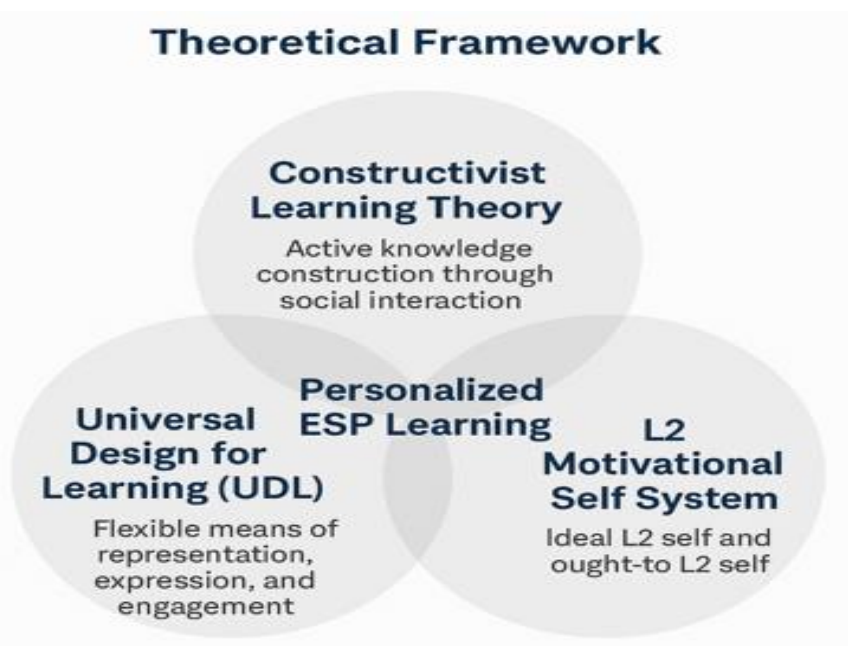 Theoretical Framework
Constructivist
Learning Theory
Active knowledge
construction through
social interaction
Personalized
ESP Learning
Universal
Design for
Learning (UDL)
Flexible means of
representation,
expression, and
engagement
L2
Motivational
Self System
Ideal L2 self and
ought-to L2 self